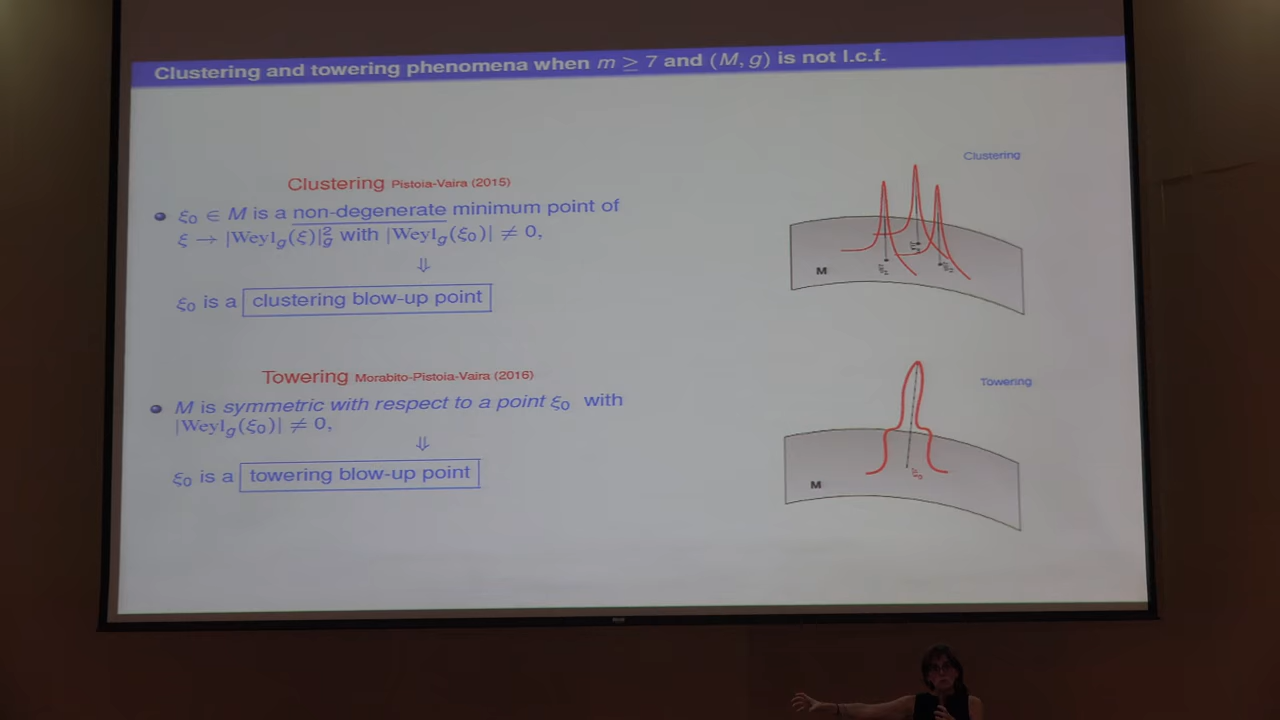 Clustering and towering phenomena when m ≥ 7 and (M, g) is not l.c.f.
Clustering Pistoia-Vaira (2015)
ξ₀ ∈ M is a non-degenerate minimum point of
ξ → |Weyl_g(ξ)|²_g with |Weyl_g(ξ₀)| ≠ 0,
⇓
ξ₀ is a clustering blow-up point
Towering Morabito-Pistoia-Vaira (2016)
M is symmetric with respect to a point ξ₀ with
|Weyl_g(ξ₀)| ≠ 0,
⇓
ξ₀ is a towering blow-up point
Clustering
M
Towering
M